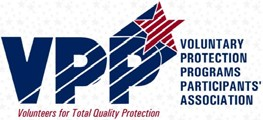 VPP
VOLUNTARY
PROTECTION
PROGRAMS
PARTICIPANTS'
ASSOCIATION
Volunteers for Total Quality Protection